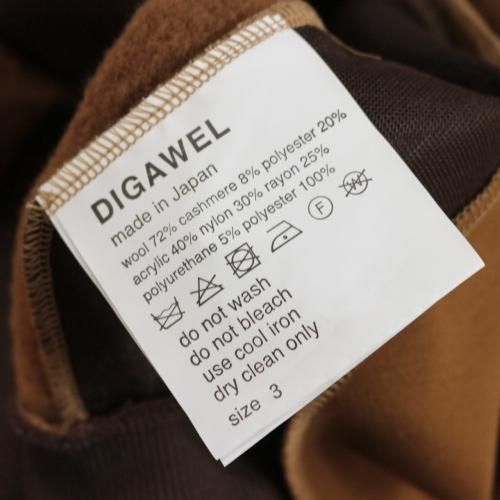 DIGAWEL
made in Japan
wool 72% cashmere 8% polyester 20%
acrylic 40% nylon 30% rayon 25%
polyurethane 5% polyester 100%
F W
do not wash
do not bleach
use cool iron
dry clean only
size 3